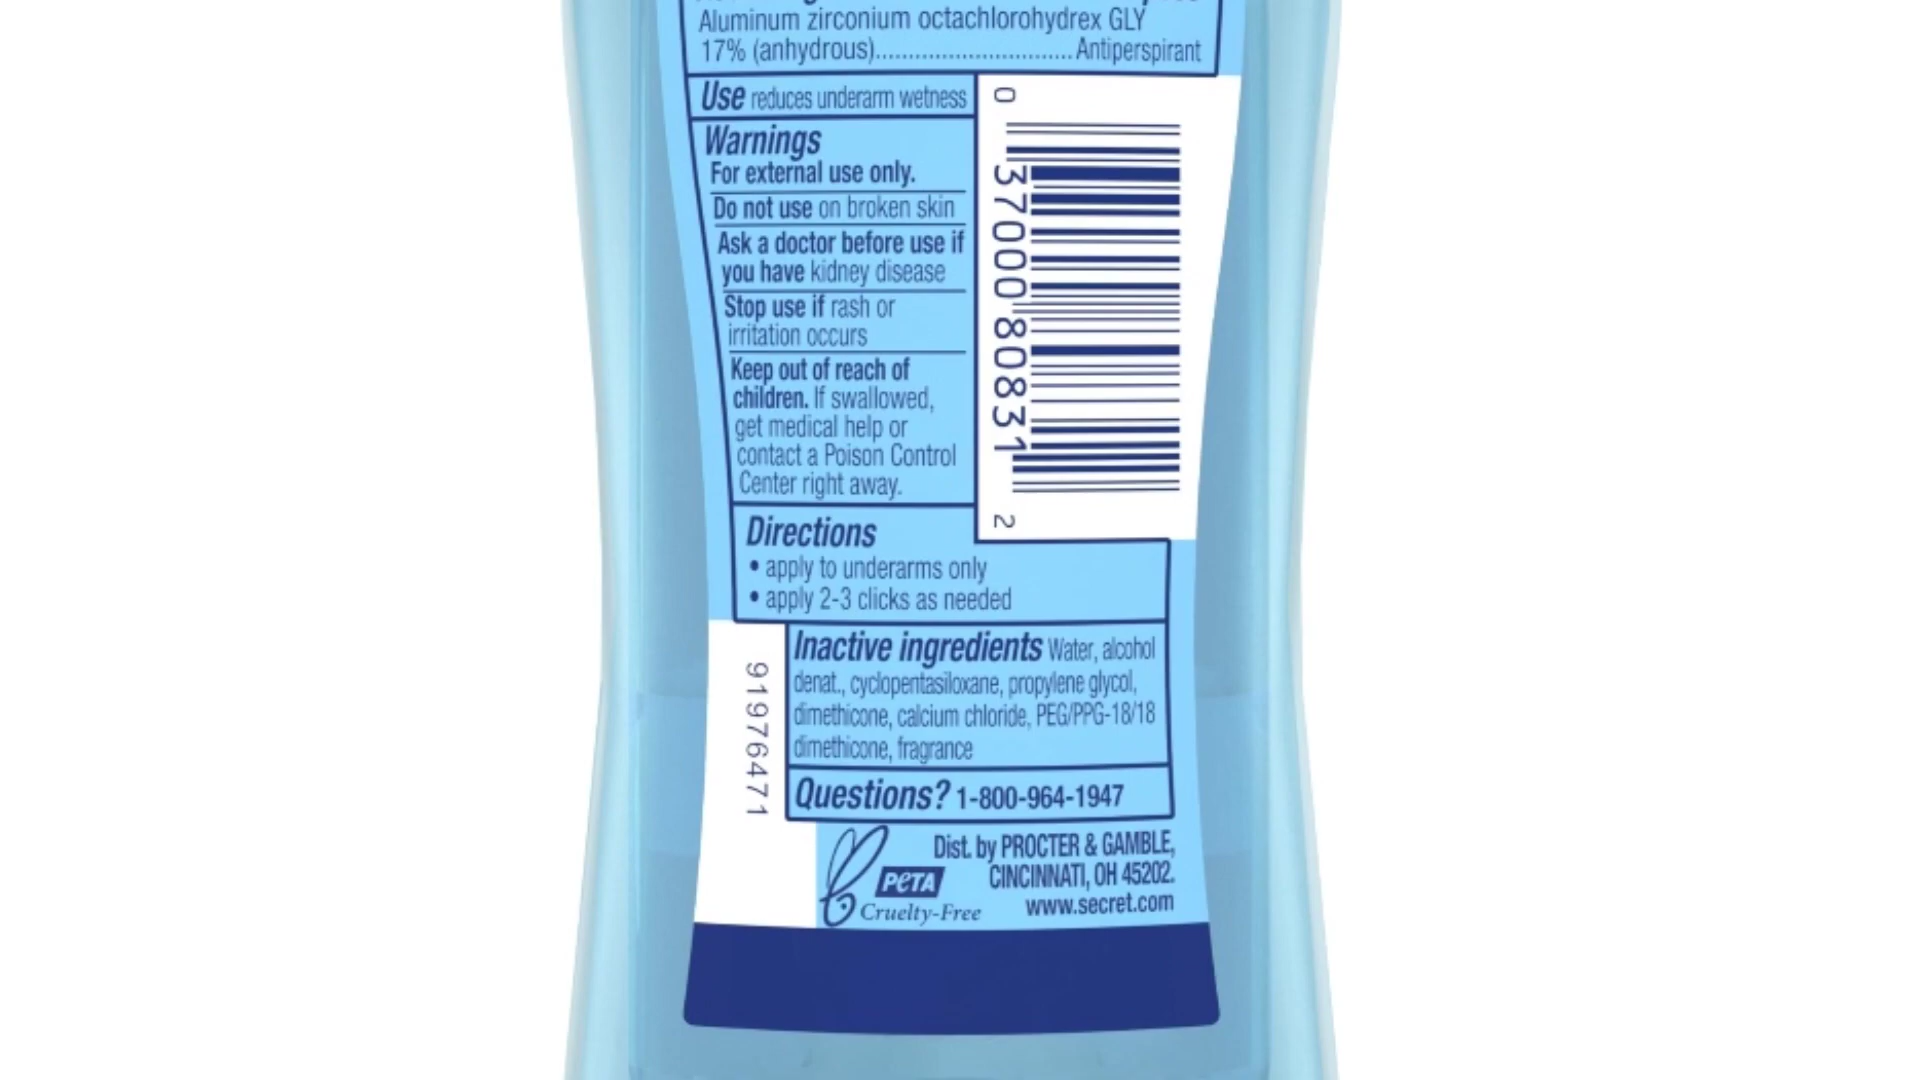 Aluminum zirconium octachlorohydrex GLY
17% (anhydrous)............................. Antiperspirant
Use reduces underarm wetness
Warnings
For external use only.
Do not use on broken skin
Ask a doctor before use if
you have kidney disease
Stop use if rash or
irritation occurs
Keep out of reach of
children. If swallowed,
get medical help or
contact a Poison Control
Center right away.
0 37000 80831 2
Directions
• apply to underarms only
• apply 2-3 clicks as needed
Inactive ingredients Water, alcohol
denat., cyclopentasiloxane, propylene glycol,
dimethicone, calcium chloride, PEG/PPG-18/18
dimethicone, fragrance
Questions? 1-800-964-1947
91976471
PETA
Cruelty-Free
Dist. by PROCTER & GAMBLE,
CINCINNATI, OH 45202.
www.secret.com